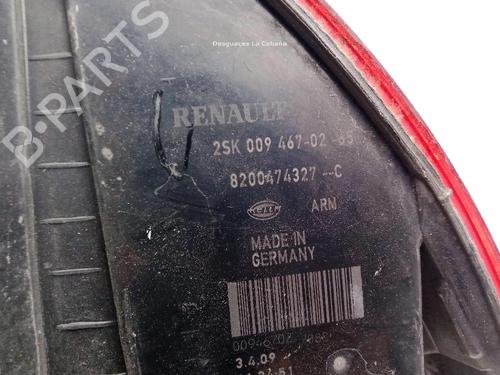 Desguaces La Cabaña
B-PARTS
RENAULT
2SK 009 467-02
8200474327--C
HELLA
ARN
MADE IN
GERMANY
3.4.09